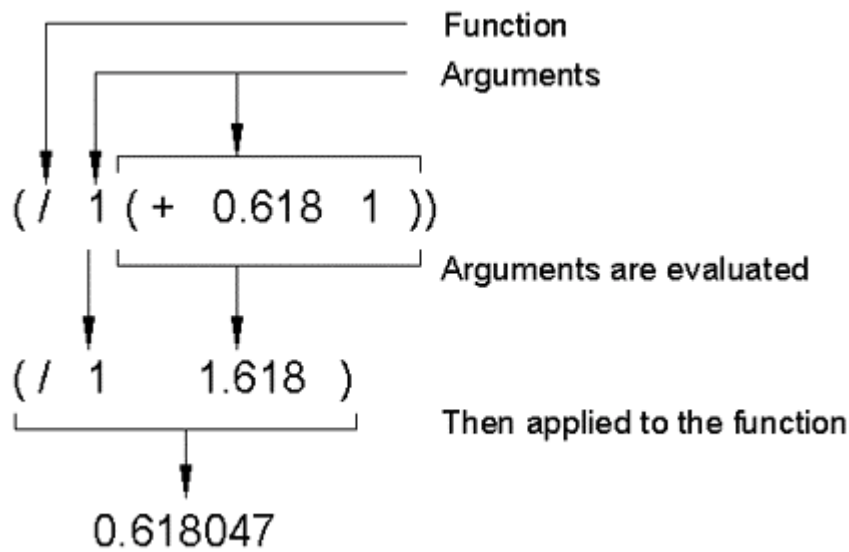 Function
Arguments
(/ 1 (+ 0.618 1 ))
Arguments are evaluated
(/ 1 1.618 )
Then applied to the function
0.618047